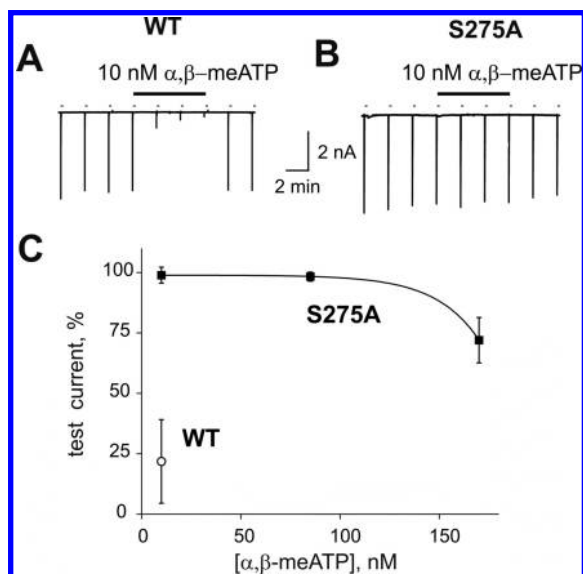 WT
S275A
A
B
10 nM α,β–meATP
10 nM α,β–meATP
2 nA
2 min
C
100
75
50
25
0
test current, %
S275A
WT
0
50
100
150
[α,β-meATP], nM